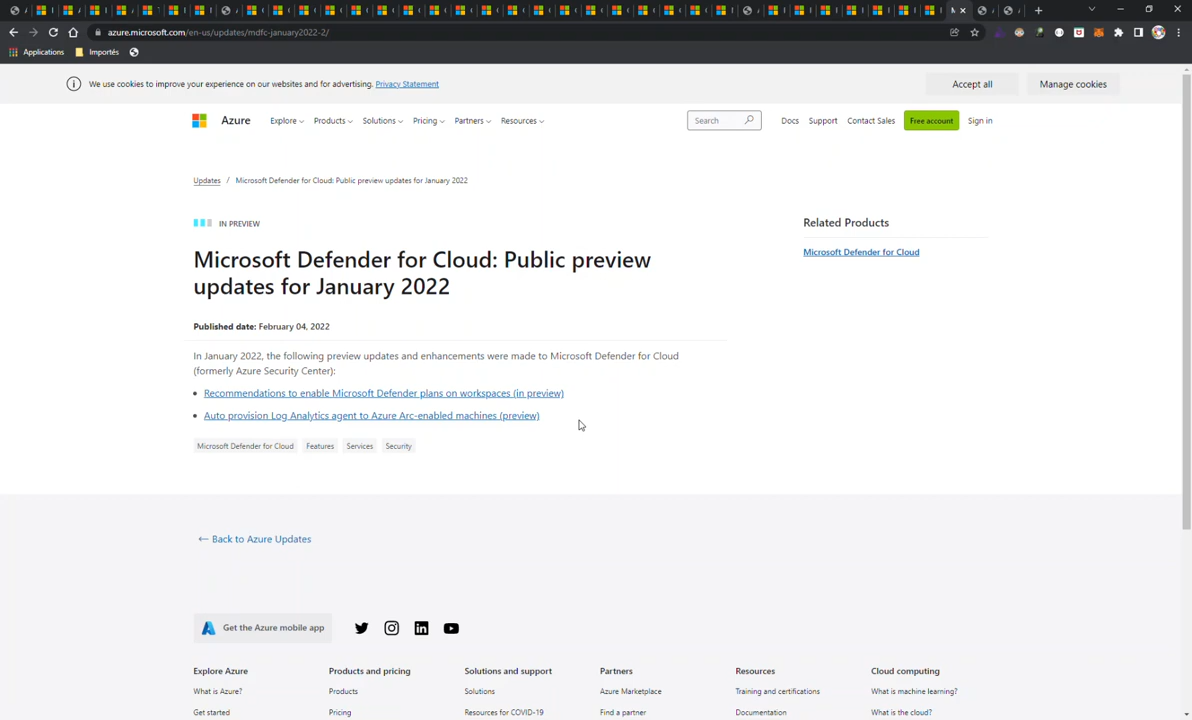 azure.microsoft.com/en-us/updates/mdfc-january2022-2/
Applications Importés
We use cookies to improve your experience on our websites and for advertising. Privacy Statement Accept all Manage cookies
Azure Explore Products Solutions Pricing Partners Resources Search Docs Support Contact Sales Free account Sign in
Updates / Microsoft Defender for Cloud: Public preview updates for January 2022
IN PREVIEW
Microsoft Defender for Cloud: Public preview
updates for January 2022
Published date: February 04, 2022
In January 2022, the following preview updates and enhancements were made to Microsoft Defender for Cloud
(formerly Azure Security Center):
• Recommendations to enable Microsoft Defender plans on workspaces (in preview)
• Auto provision Log Analytics agent to Azure Arc-enabled machines (preview)
Microsoft Defender for Cloud Features Services Security
Related Products
Microsoft Defender for Cloud
← Back to Azure Updates
Get the Azure mobile app
Explore Azure Products and pricing Solutions and support Partners Resources Cloud computing
What is Azure? Products Solutions Azure Marketplace Training and certifications What is machine learning?
Get started Pricing Resources for COVID-19 Find a partner Documentation What is the cloud?